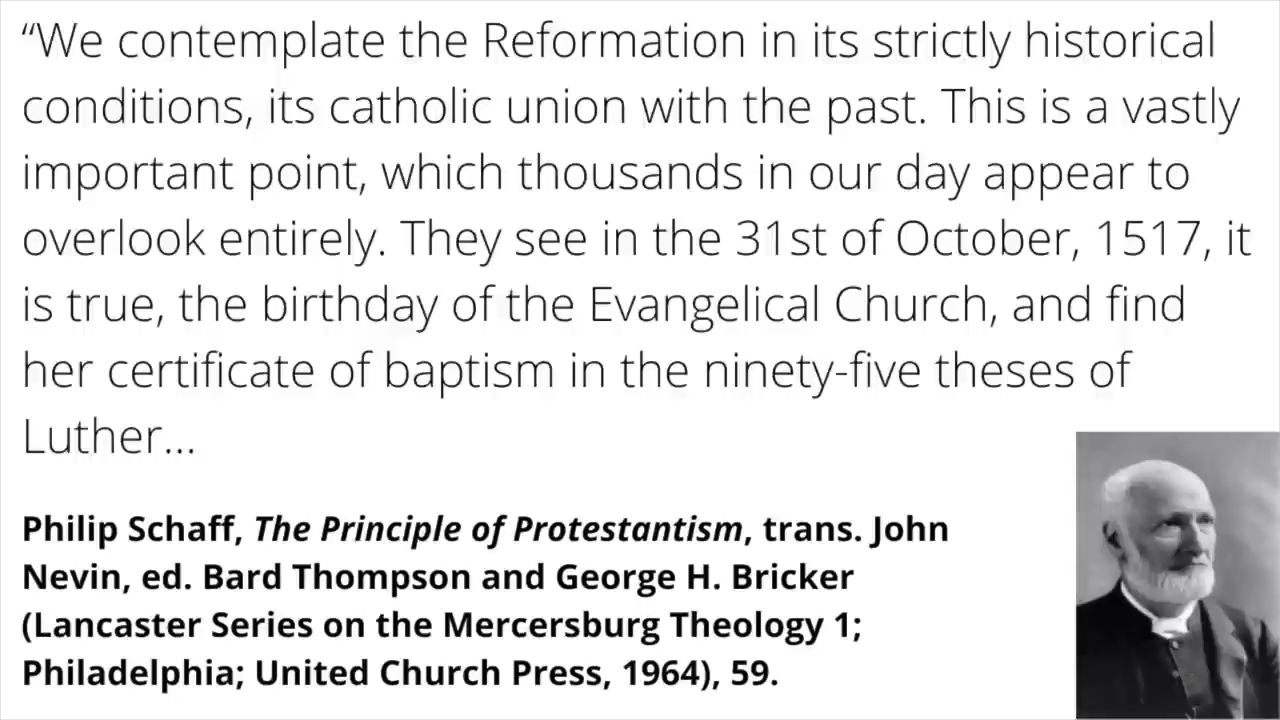 “We contemplate the Reformation in its strictly historical
conditions, its catholic union with the past. This is a vastly
important point, which thousands in our day appear to
overlook entirely. They see in the 31st of October, 1517, it
is true, the birthday of the Evangelical Church, and find
her certificate of baptism in the ninety-five theses of
Luther...
Philip Schaff, The Principle of Protestantism, trans. John
Nevin, ed. Bard Thompson and George H. Bricker
(Lancaster Series on the Mercersburg Theology 1;
Philadelphia; United Church Press, 1964), 59.